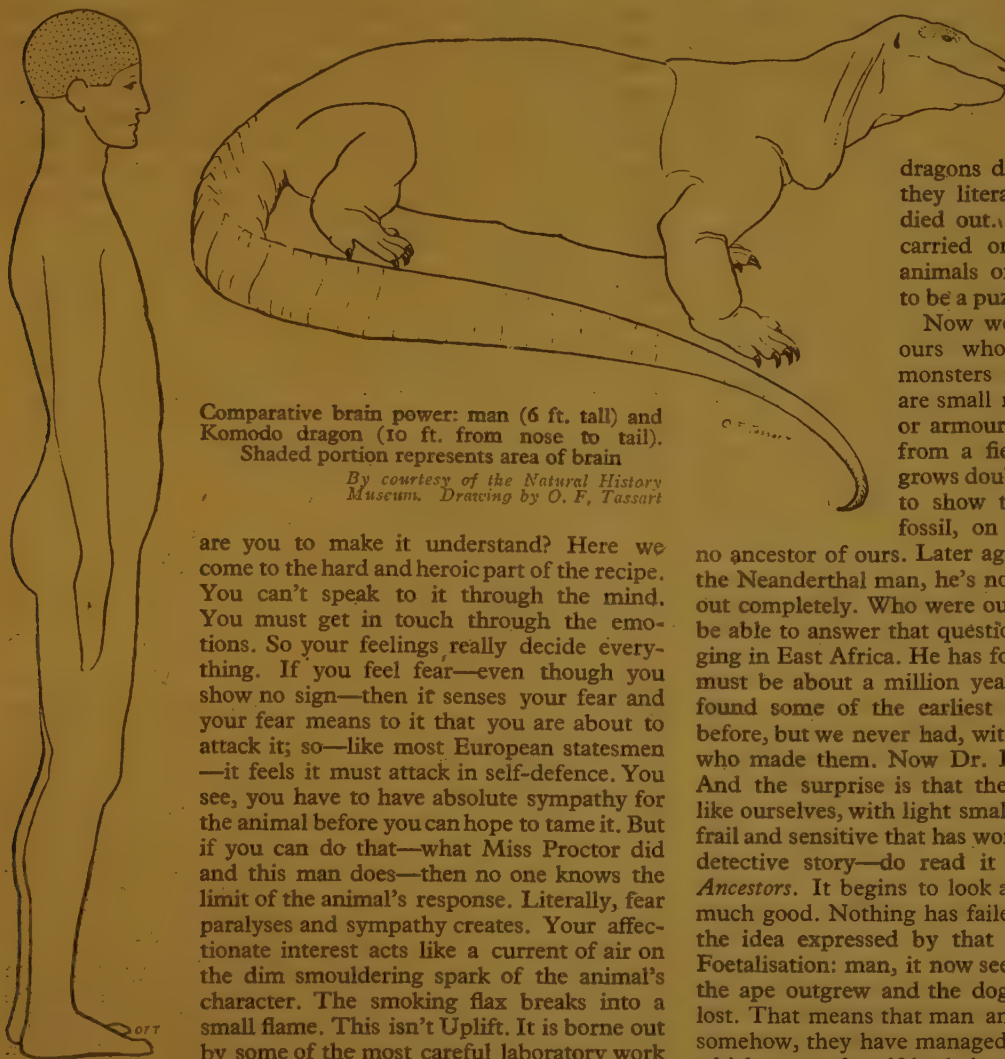 Comparative brain power: man (6 ft. tall) and
Komodo dragon (10 ft. from nose to tail).
Shaded portion represents area of brain
By courtesy of the Natural History
Museum. Drawing by O. F. Tassart
O F Tassart
OFT
are you to make it understand? Here we
come to the hard and heroic part of the recipe.
You can't speak to it through the mind.
You must get in touch through the emo-
tions. So your feelings really decide every-
thing. If you feel fear—even though you
show no sign—then it senses your fear and
your fear means to it that you are about to
attack it; so—like most European statesmen
—it feels it must attack in self-defence. You
see, you have to have absolute sympathy for
the animal before you can hope to tame it. But
if you can do that—what Miss Proctor did
and this man does—then no one knows the
limit of the animal's response. Literally, fear
paralyses and sympathy creates. Your affec-
tionate interest acts like a current of air on
the dim smouldering spark of the animal's
character. The smoking flax breaks into a
small flame. This isn't Uplift. It is borne out
by some of the most careful laboratory work
dragons d
they litera
died out.
carried or
animals o
to be a puz
Now we
ours who
monsters
are small
or armour
from a fie
grows dou
to show t
fossil, on
no ancestor of ours. Later ag
the Neanderthal man, he's no
out completely. Who were ou
be able to answer that questio
ging in East Africa. He has fo
must be about a million yea
found some of the earliest
before, but we never had, wit
who made them. Now Dr.
And the surprise is that the
like ourselves, with light smal
frail and sensitive that has wo
detective story—do read it
Ancestors. It begins to look a
much good. Nothing has faile
the idea expressed by that
Foetalisation: man, it now see
the ape outgrew and the dog
lost. That means that man an
somehow, they have managed